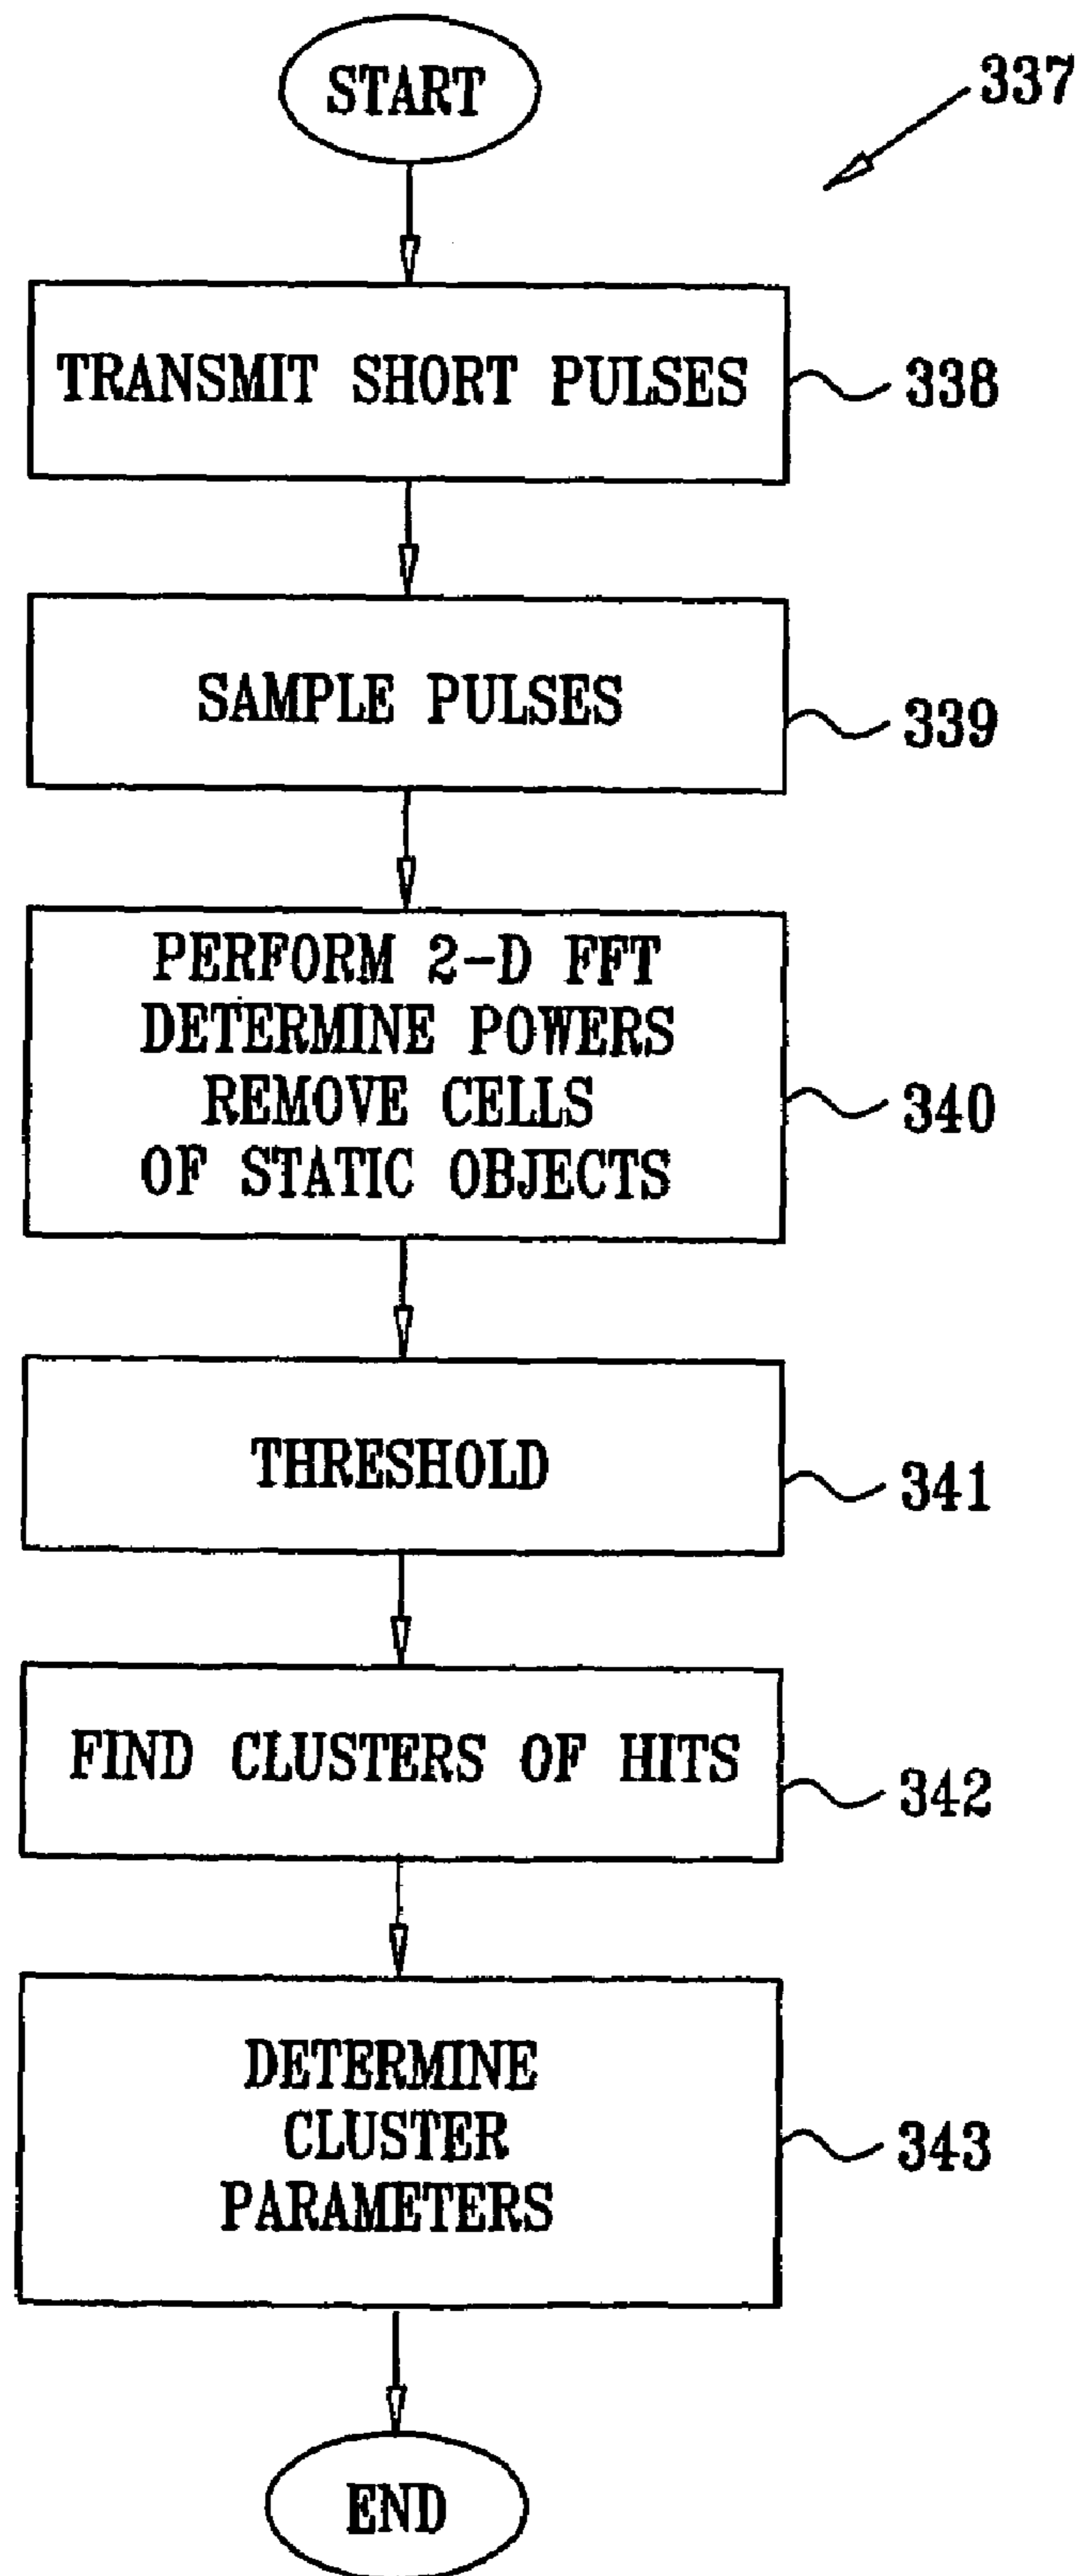 START
337
TRANSMIT SHORT PULSES
338
SAMPLE PULSES
339
PERFORM 2-D FFT
DETERMINE POWERS
REMOVE CELLS
OF STATIC OBJECTS
340
THRESHOLD
341
FIND CLUSTERS OF HITS
342
DETERMINE
CLUSTER
PARAMETERS
343
END